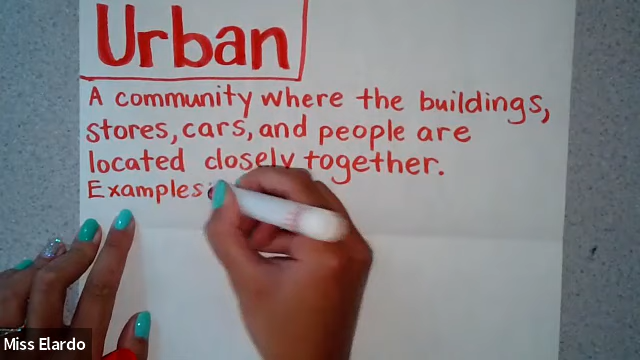 Urban
A community where the buildings,
stores, cars, and people are
located closely together.
Examples:
Miss Elardo